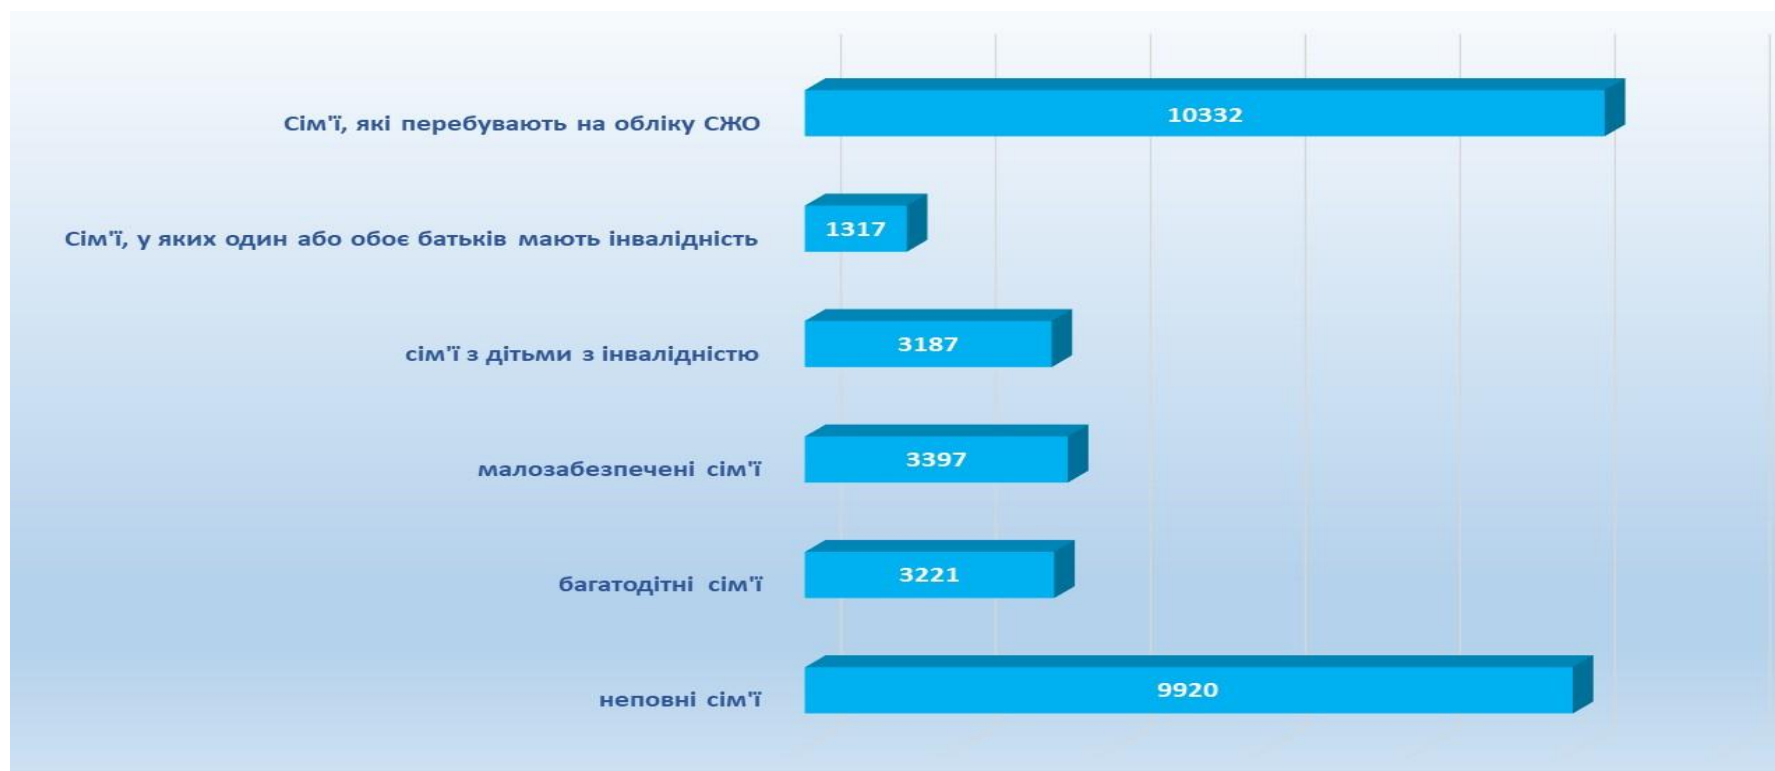 Сім'ї, які перебувають на обліку СЖО
10332
Сім'ї, у яких один або обоє батьків мають інвалідність
1317
сім'ї з дітьми з інвалідністю
3187
малозабезпечені сім'ї
3397
багатодітні сім'ї
3221
неповні сім'ї
9920